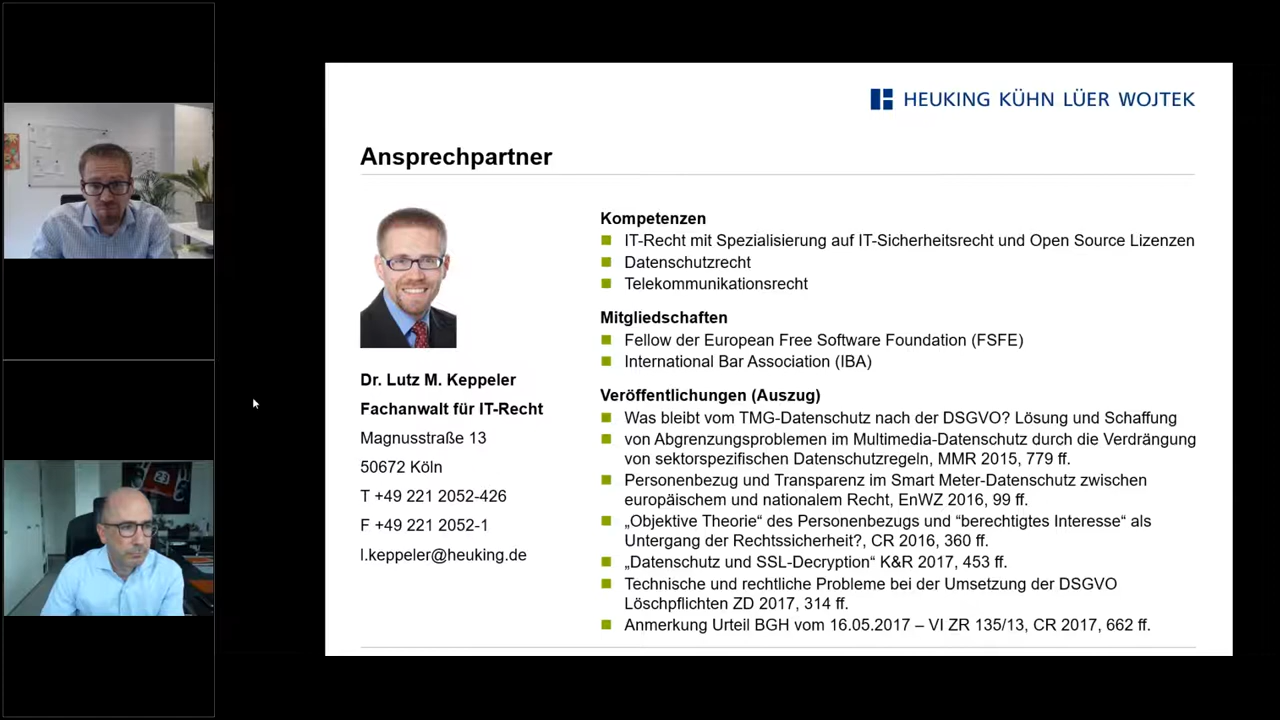 HEUKING KÜHN LÜER WOJTEK
Ansprechpartner
Dr. Lutz M. Keppeler
Fachanwalt für IT-Recht
Magnusstraße 13
50672 Köln
T +49 221 2052-426
F +49 221 2052-1
l.keppeler@heuking.de
Kompetenzen
IT-Recht mit Spezialisierung auf IT-Sicherheitsrecht und Open Source Lizenzen
Datenschutzrecht
Telekommunikationsrecht
Mitgliedschaften
Fellow der European Free Software Foundation (FSFE)
International Bar Association (IBA)
Veröffentlichungen (Auszug)
Was bleibt vom TMG-Datenschutz nach der DSGVO? Lösung und Schaffung
von Abgrenzungsproblemen im Multimedia-Datenschutz durch die Verdrängung
von sektorspezifischen Datenschutzregeln, MMR 2015, 779 ff.
Personenbezug und Transparenz im Smart Meter-Datenschutz zwischen
europäischem und nationalem Recht, EnWZ 2016, 99 ff.
„Objektive Theorie“ des Personenbezugs und “berechtigtes Interesse“ als
Untergang der Rechtssicherheit?, CR 2016, 360 ff.
„Datenschutz und SSL-Decryption“ K&R 2017, 453 ff.
Technische und rechtliche Probleme bei der Umsetzung der DSGVO
Löschpflichten ZD 2017, 314 ff.
Anmerkung Urteil BGH vom 16.05.2017 – VI ZR 135/13, CR 2017, 662 ff.